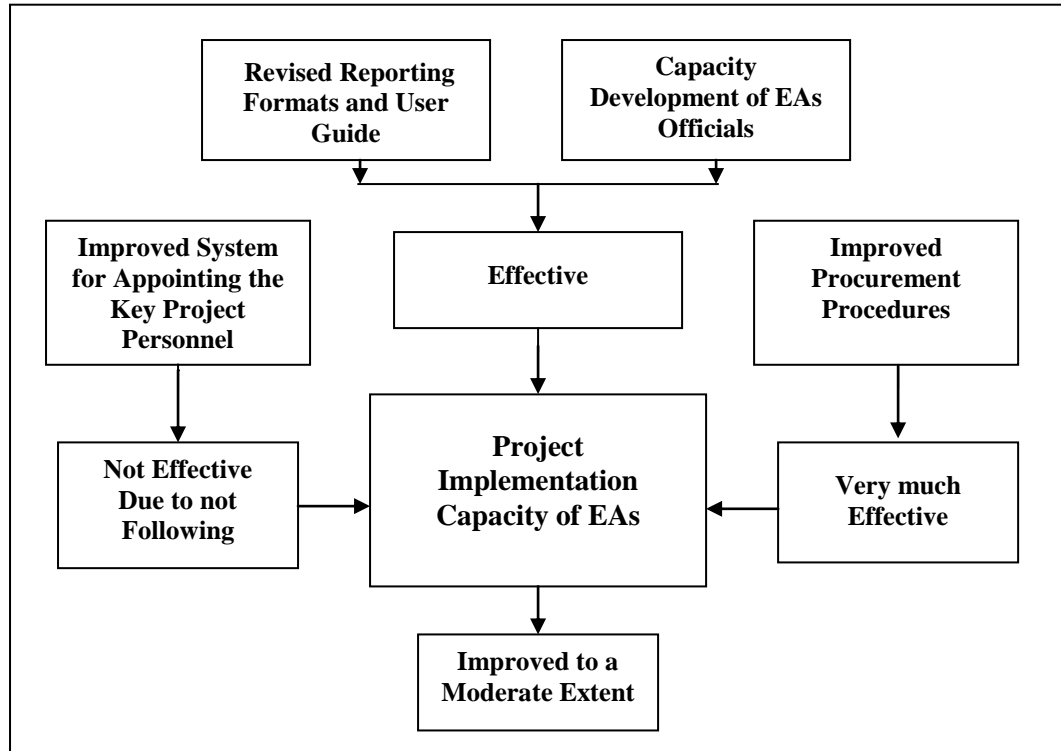 Revised Reporting
Formats and User
Guide
Capacity
Development of EAs
Officials
Improved System
for Appointing the
Key Project
Personnel
Effective
Improved
Procurement
Procedures
Not Effective
Due to not
Following
Project
Implementation
Capacity of EAs
Very much
Effective
Improved to a
Moderate Extent